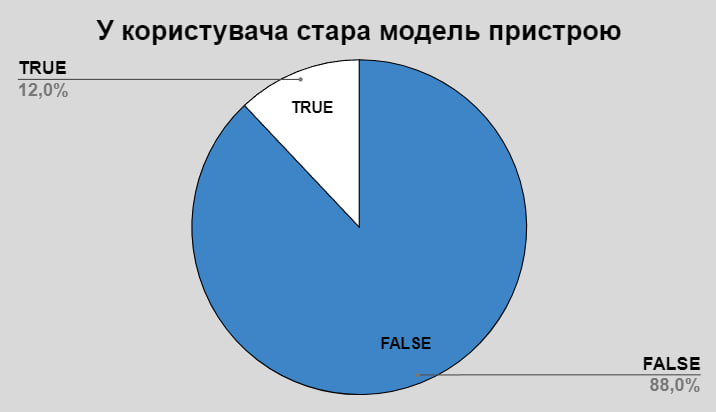 У користувача стара модель пристрою
TRUE
12,0%
TRUE
FALSE
FALSE
88,0%